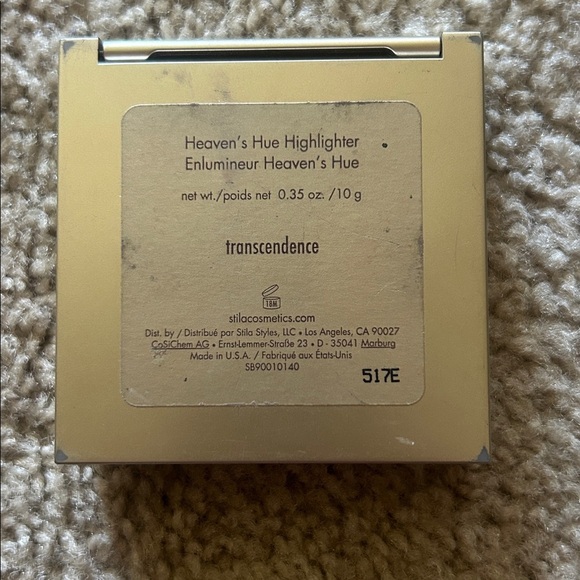 Heaven's Hue Highlighter
Enlumineur Heaven's Hue
net wt./poids net 0.35 oz. /10 g
transcendence
18M
stilacosmetics.com
Dist. by / Distribué par Stila Styles, LLC • Los Angeles, CA 90027
CoSiChem AG • Ernst-Lemmer-Straße 23 • D - 35041 Marburg
Made in U.S.A. / Fabriqué aux États-Unis
SB90010140
517E